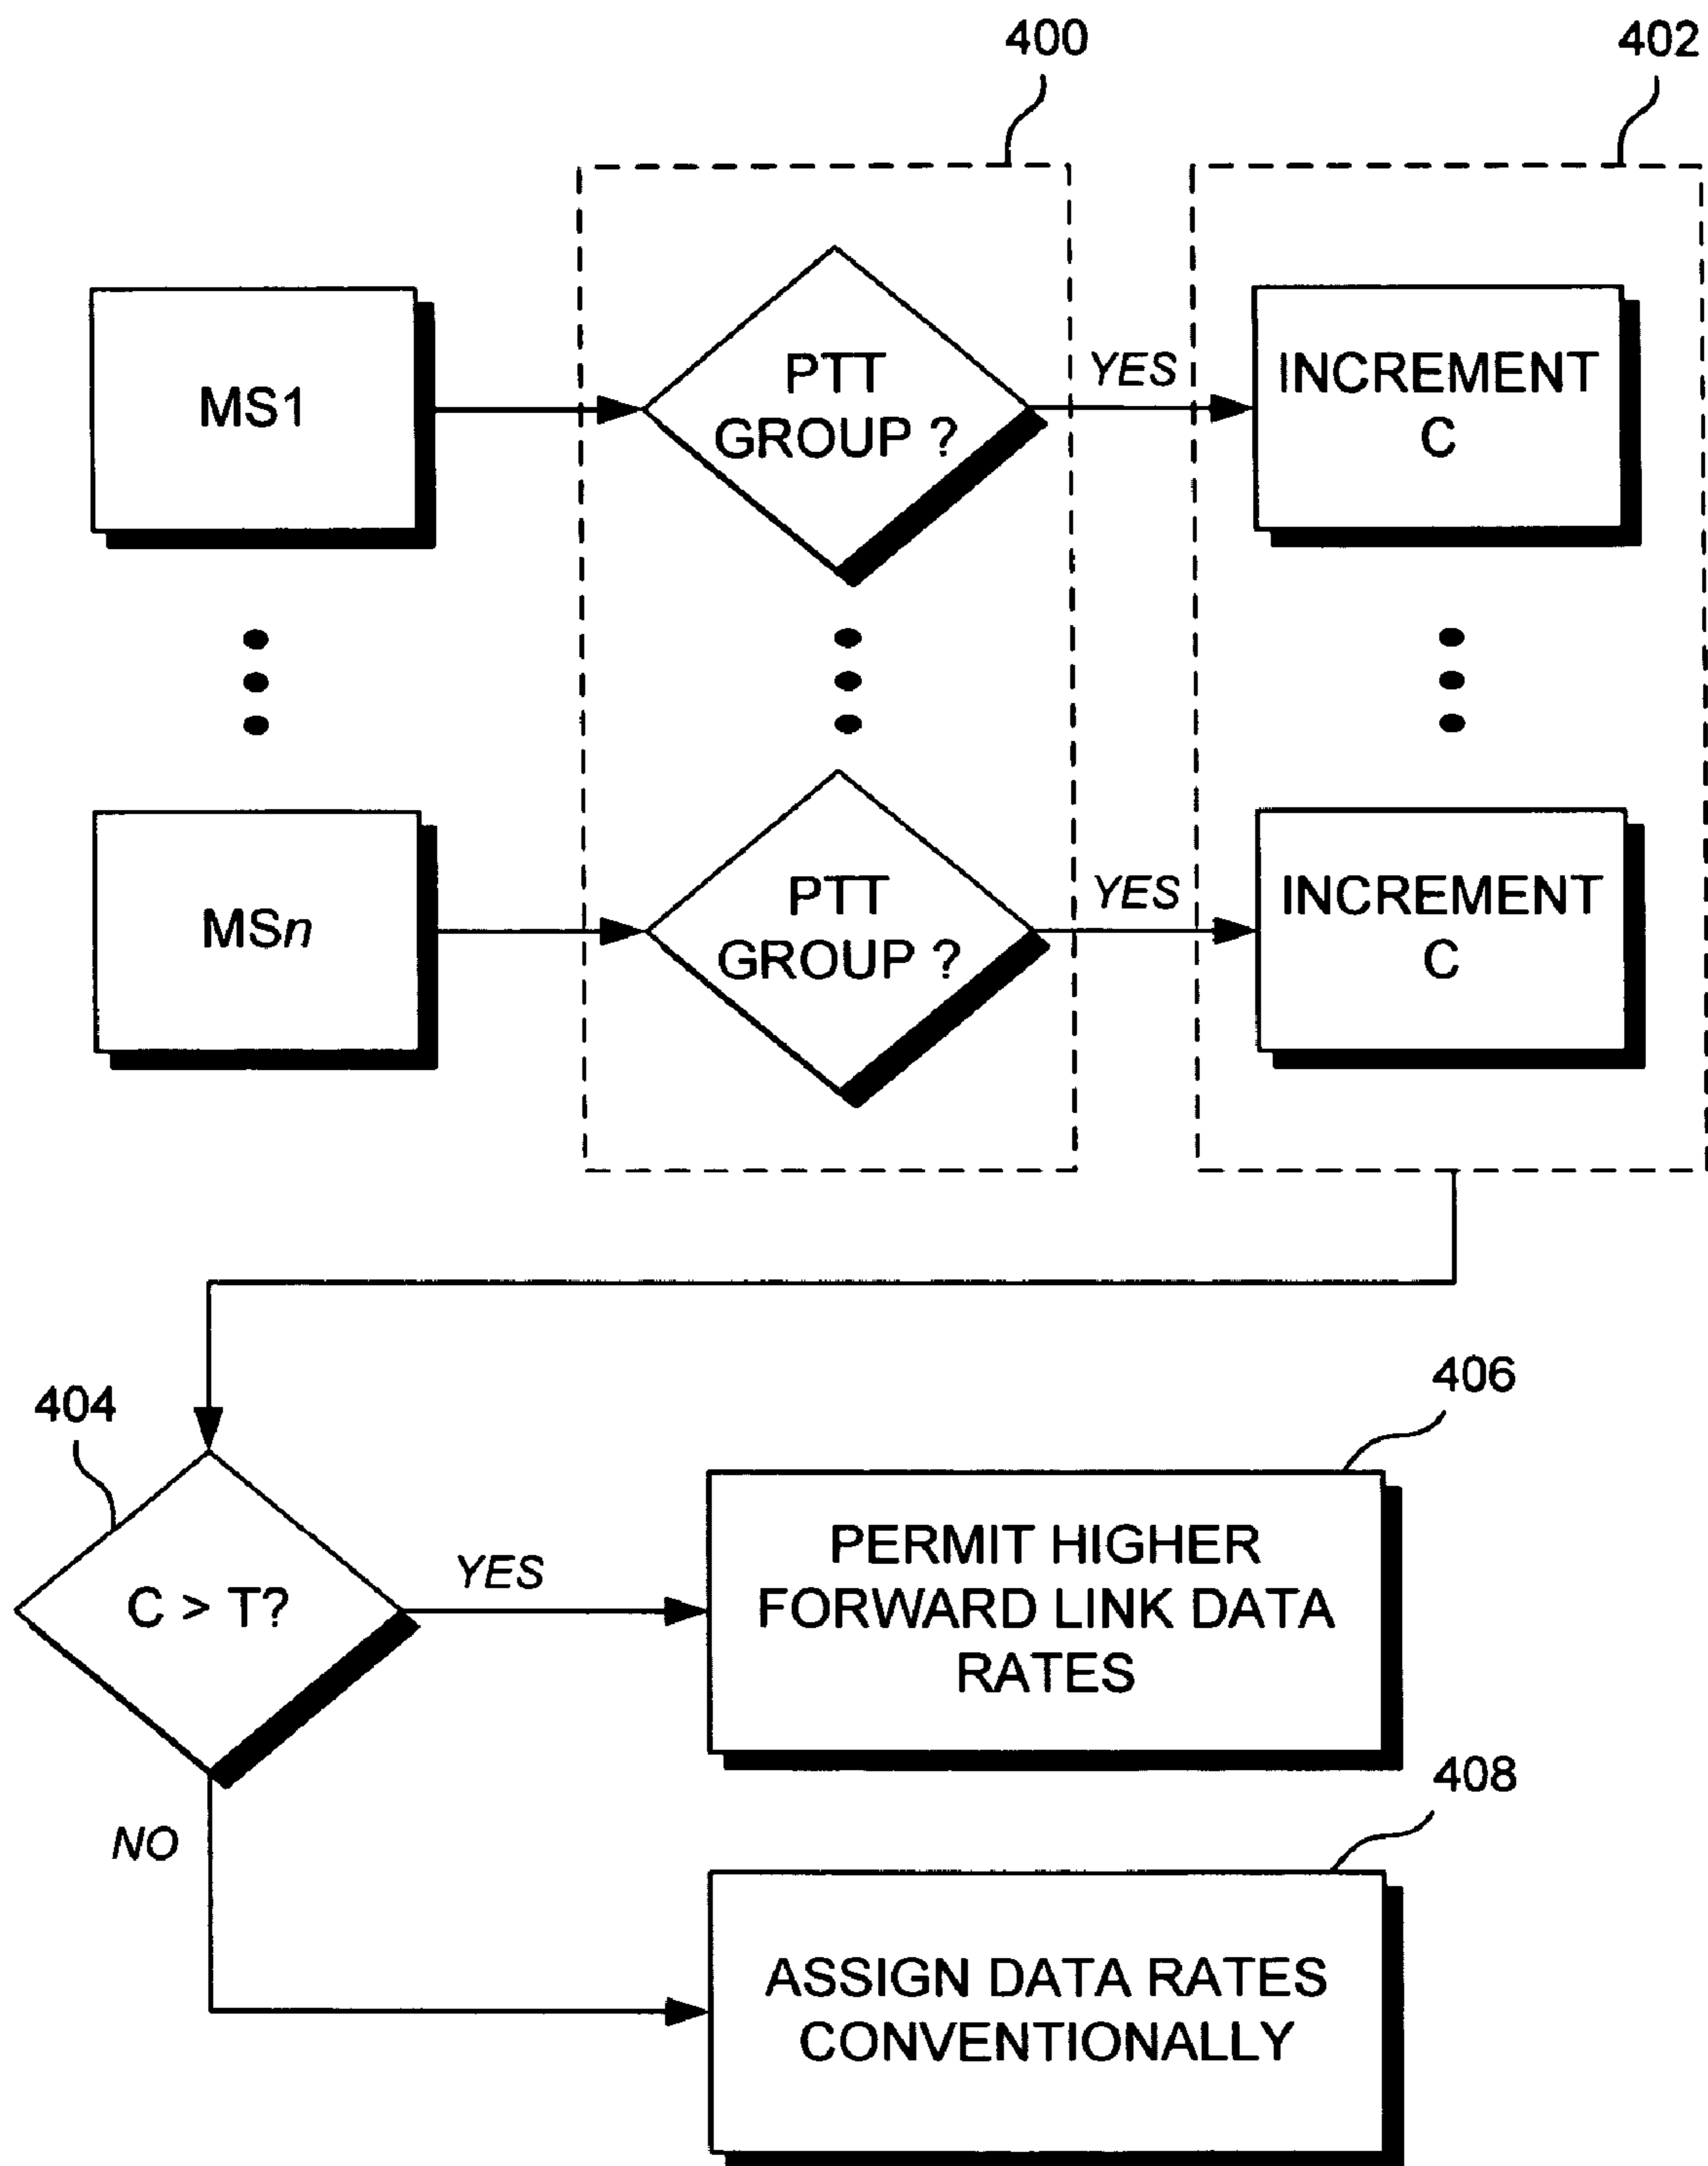 400
402
MS1
PTT
GROUP ?
YES
INCREMENT
C
MSn
PTT
GROUP ?
YES
INCREMENT
C
404
C > T?
YES
406
PERMIT HIGHER
FORWARD LINK DATA
RATES
NO
408
ASSIGN DATA RATES
CONVENTIONALLY